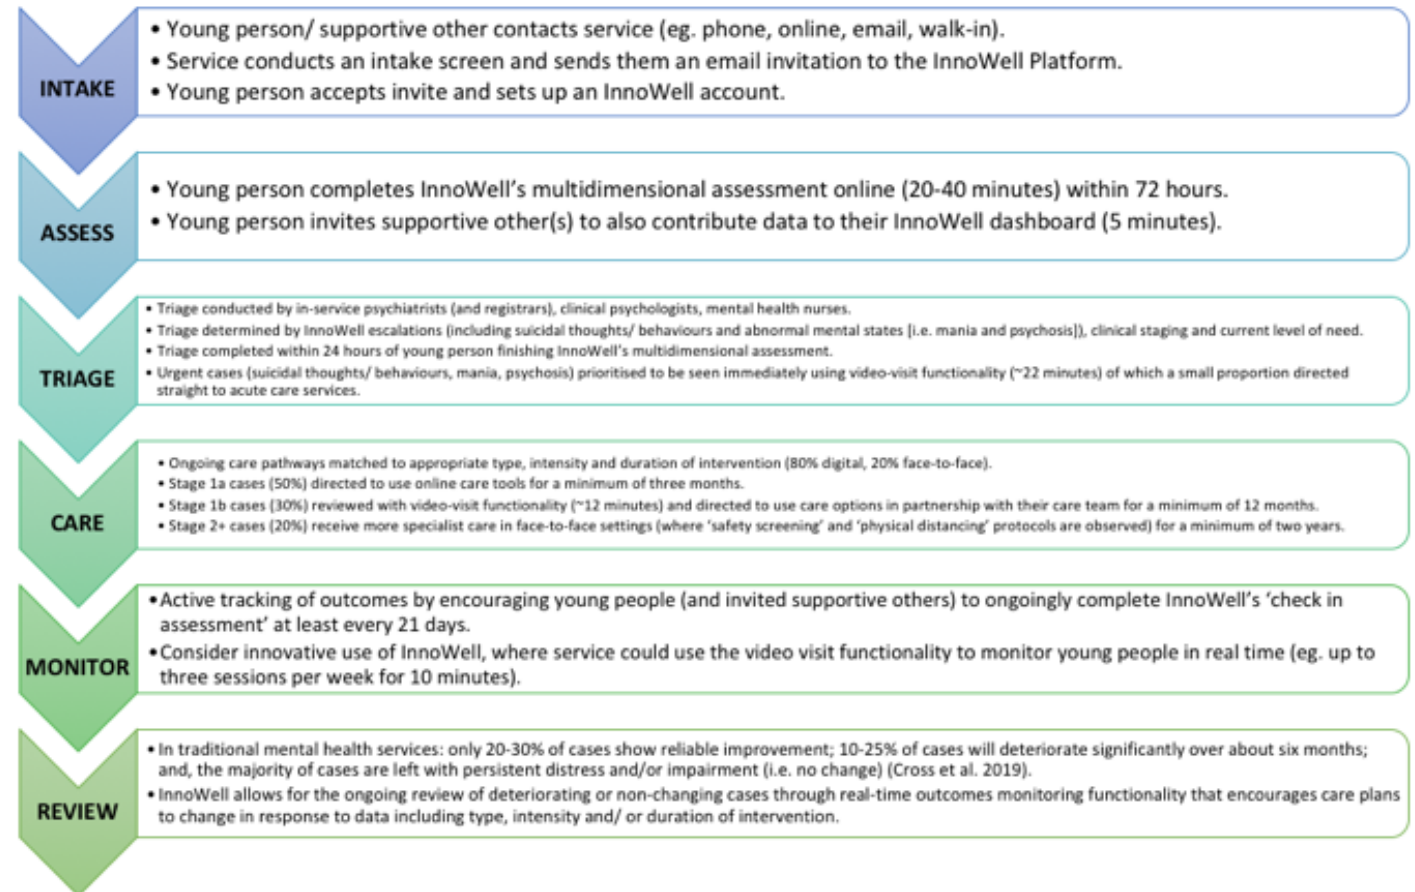 INTAKE
• Young person/ supportive other contacts service (eg. phone, online, email, walk-in).
• Service conducts an intake screen and sends them an email invitation to the InnoWell Platform.
• Young person accepts invite and sets up an InnoWell account.
ASSESS
• Young person completes InnoWell's multidimensional assessment online (20-40 minutes) within 72 hours.
• Young person invites supportive other(s) to also contribute data to their InnoWell dashboard (5 minutes).
TRIAGE
• Triage conducted by in-service psychiatrists (and registrars), clinical psychologists, mental health nurses.
• Triage determined by InnoWell escalations (including suicidal thoughts/ behaviours and abnormal mental states [i.e. mania and psychosis]), clinical staging and current level of need.
• Triage completed within 24 hours of young person finishing InnoWell's multidimensional assessment.
• Urgent cases (suicidal thoughts/ behaviours, mania, psychosis) prioritised to be seen immediately using video-visit functionality (~22 minutes) of which a small proportion directed
straight to acute care services.
CARE
• Ongoing care pathways matched to appropriate type, intensity and duration of intervention (80% digital, 20% face-to-face).
• Stage 1a cases (50%) directed to use online care tools for a minimum of three months.
• Stage 1b cases (30%) reviewed with video-visit functionality (~12 minutes) and directed to use care options in partnership with their care team for a minimum of 12 months.
• Stage 2+ cases (20%) receive more specialist care in face-to-face settings (where 'safety screening' and 'physical distancing' protocols are observed) for a minimum of two years.
MONITOR
•Active tracking of outcomes by encouraging young people (and invited supportive others) to ongoingly complete InnoWell's 'check in
assessment' at least every 21 days.
•Consider innovative use of InnoWell, where service could use the video visit functionality to monitor young people in real time (eg. up to
three sessions per week for 10 minutes).
REVIEW
• In traditional mental health services: only 20-30% of cases show reliable improvement; 10-25% of cases will deteriorate significantly over about six months;
and, the majority of cases are left with persistent distress and/or impairment (i.e. no change) (Cross et al. 2019).
• InnoWell allows for the ongoing review of deteriorating or non-changing cases through real-time outcomes monitoring functionality that encourages care plans
to change in response to data including type, intensity and/ or duration of intervention.